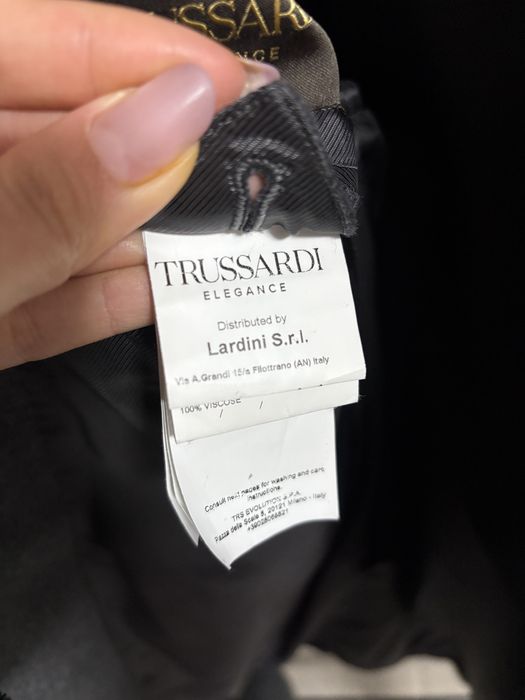 TRUSSARDI
ELEGANCE
Distributed by
Lardini S.r.l.
Via A.Grandi 15/a Filottrano (AN) Italy
100% VISCOSE
/ /
Consult next pages for washing and care
instructions.
TRS EVOLUTION S.P.A.
Piazza della Scala 5, 20121 Milano - Italy